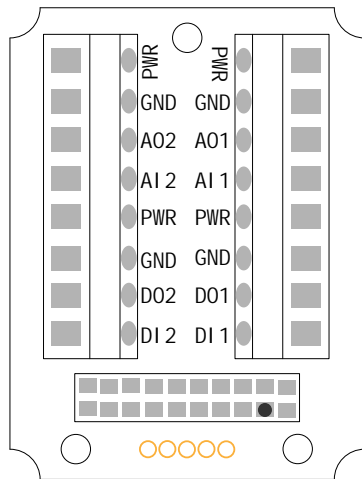 PWR PWR
GND GND
AO2 AO1
AI2 AI1
PWR PWR
GND GND
DO2 DO1
DI2 DI1